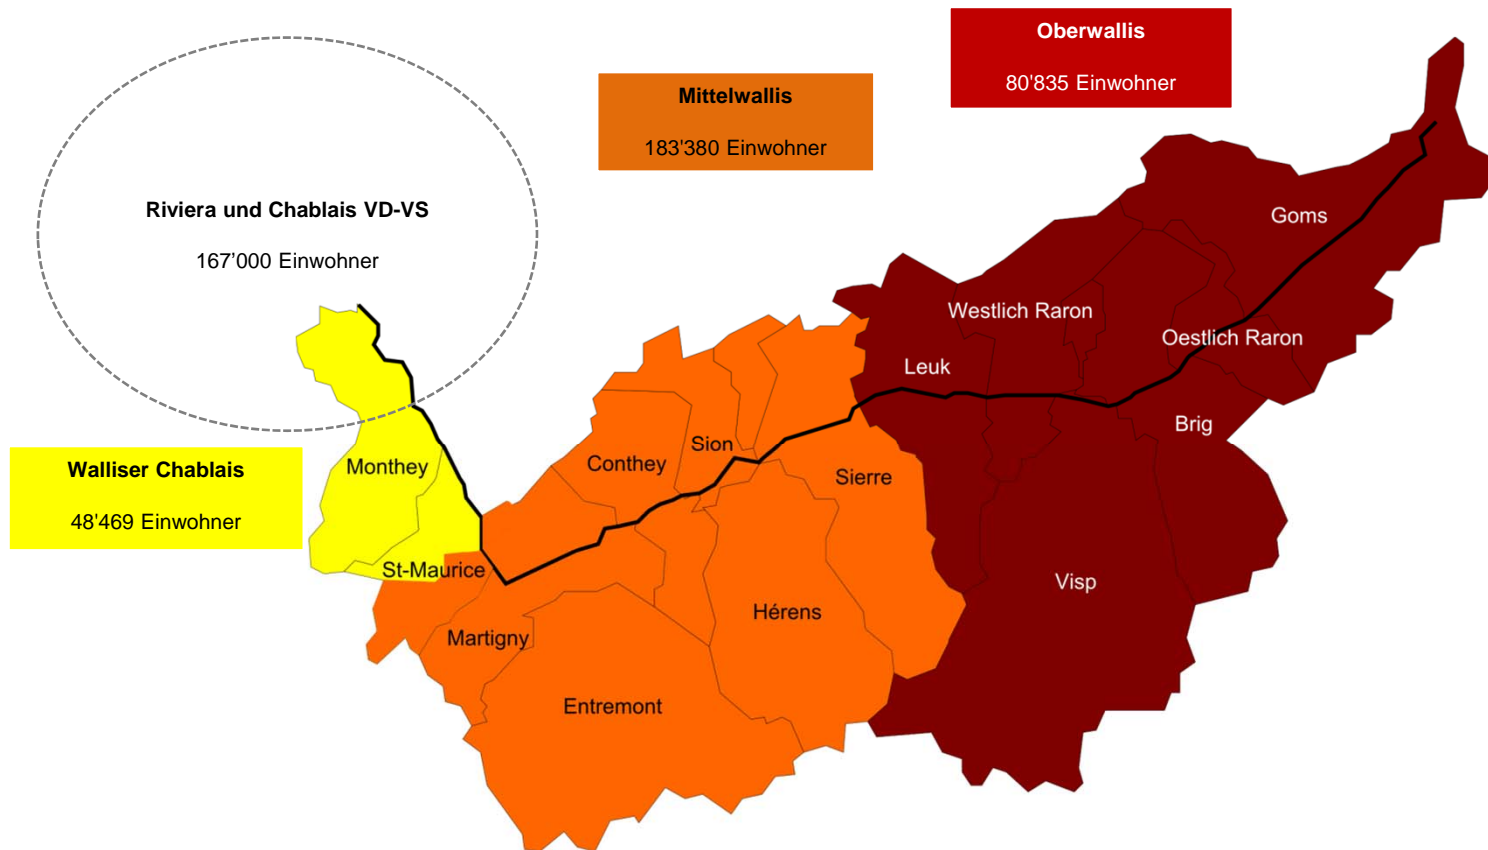 Oberwallis
80'835 Einwohner
Mittelwallis
183'380 Einwohner
Riviera und Chablais VD-VS
167’000 Einwohner
Walliser Chablais
48'469 Einwohner
Goms
Westlich Raron
Oestlich Raron
Leuk
Brig
Sion
Conthey
Monthey
Sierre
St-Maurice
Visp
Hérens
Martigny
Entremont